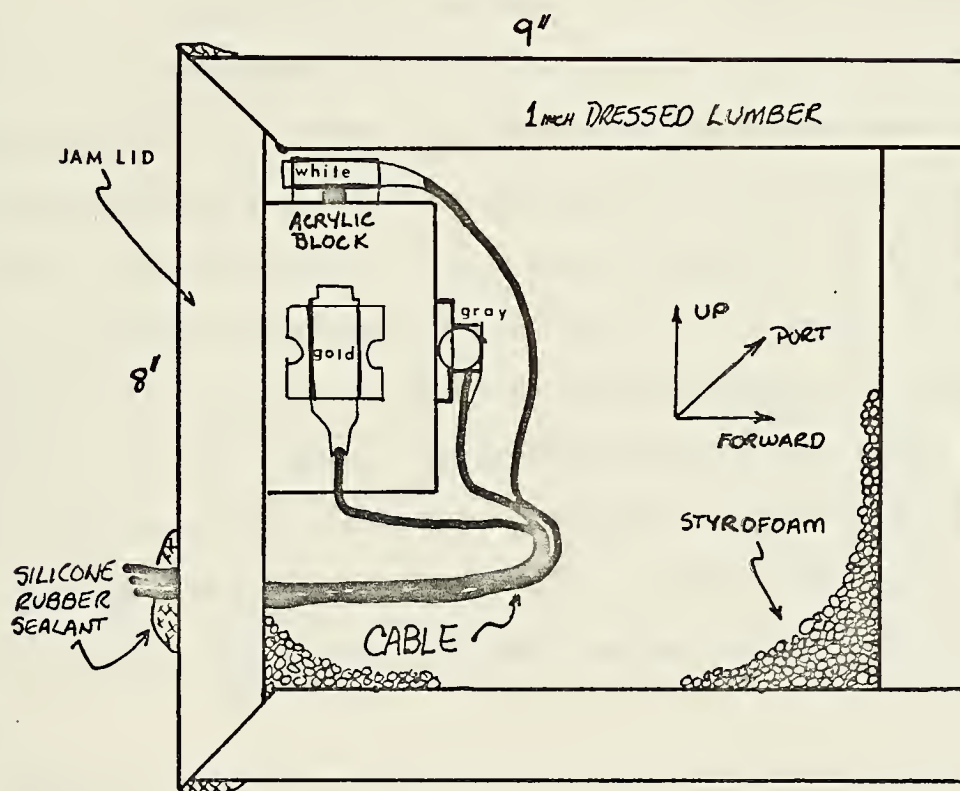 9"
1 INCH DRESSED LUMBER
JAM LID
white
ACRYLIC
BLOCK
gray
UP
PORT
gold
8"
FORWARD
STYROFOAM
SILICONE
RUBBER
SEALANT
CABLE